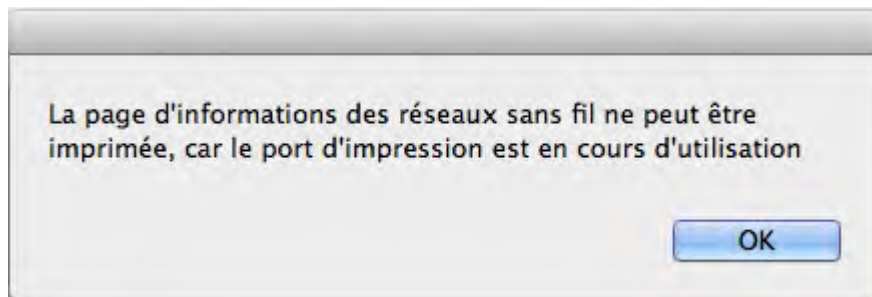 La page d'informations des réseaux sans fil ne peut être
imprimée, car le port d'impression est en cours d'utilisation
OK